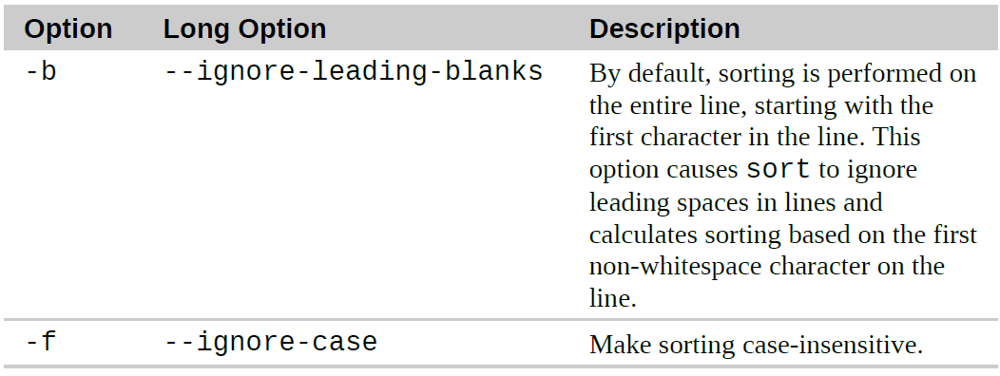 Option Long Option Description
-b --ignore-leading-blanks By default, sorting is performed on
the entire line, starting with the
first character in the line. This
option causes sort to ignore
leading spaces in lines and
calculates sorting based on the first
non-whitespace character on the
line.
-f --ignore-case Make sorting case-insensitive.